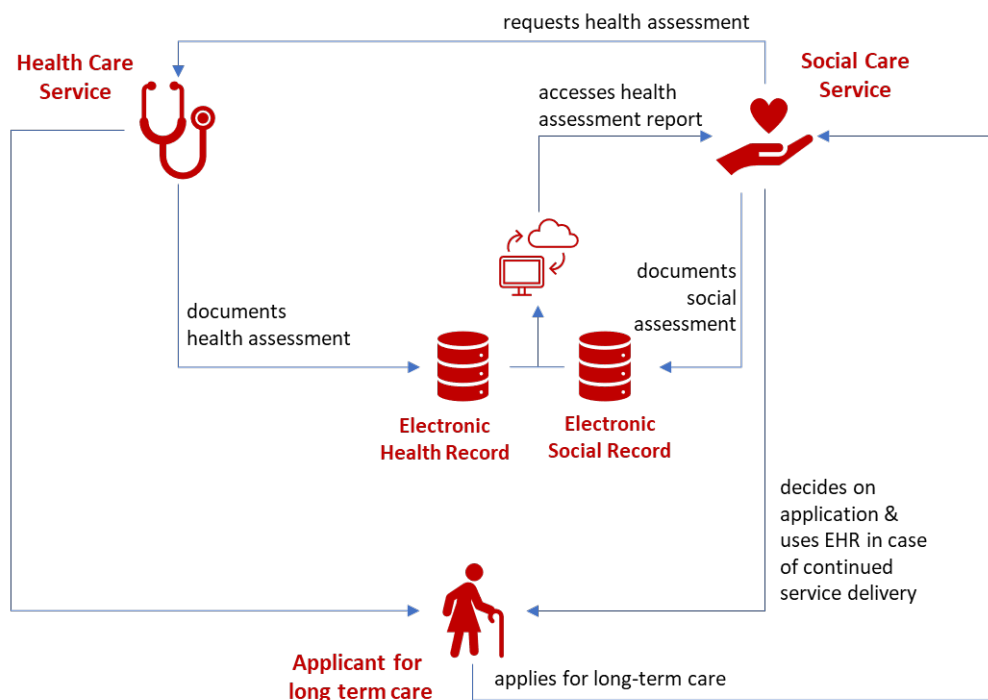 requests health assessment
Health Care
Service
Social Care
Service
accesses health
assessment report
documents
health assessment
documents
social
assessment
Electronic
Health Record
Electronic
Social Record
decides on
application &
uses EHR in case
of continued
service delivery
Applicant for
long term care
applies for long-term care